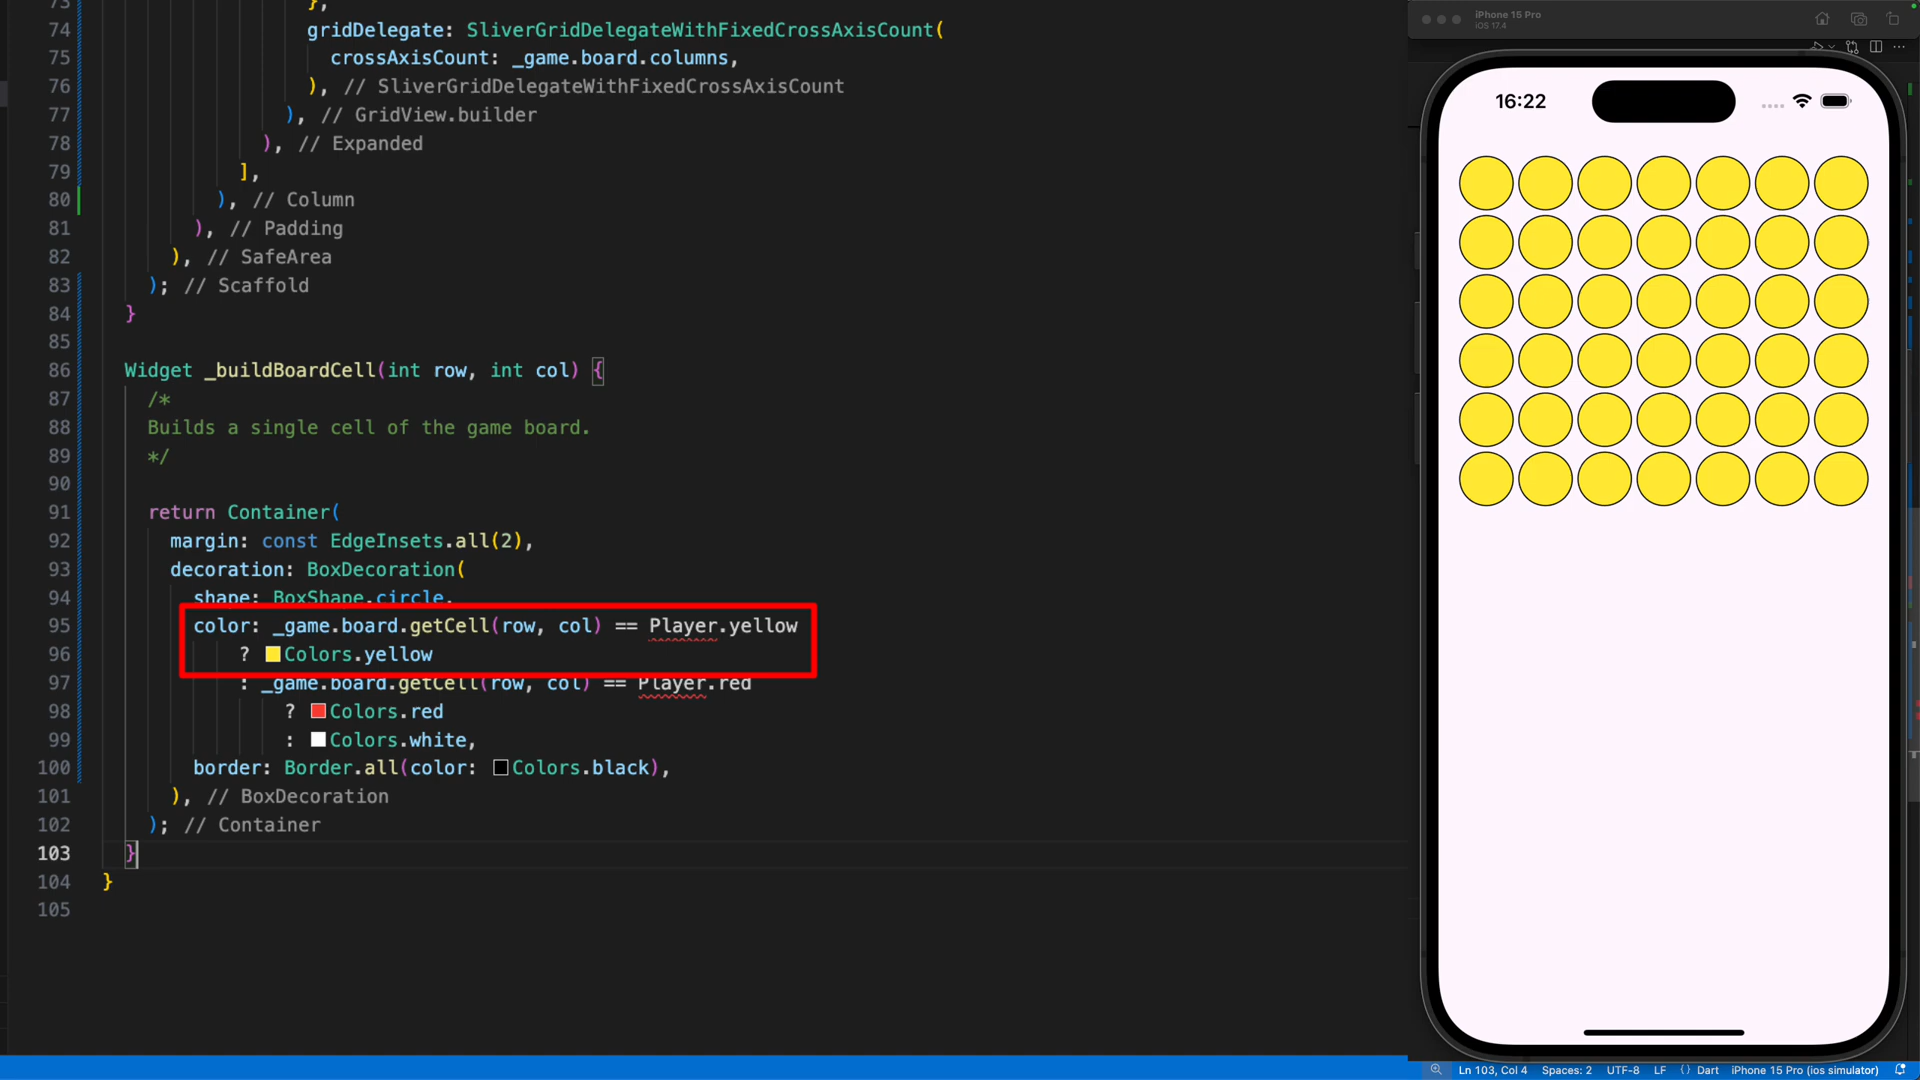 73 },
74 gridDelegate: SliverGridDelegateWithFixedCrossAxisCount(
75 crossAxisCount: _game.board.columns,
76 ), // SliverGridDelegateWithFixedCrossAxisCount
77 ), // GridView.builder
78 ), // Expanded
79 ],
80 ), // Column
81 ), // Padding
82 ), // SafeArea
83 ); // Scaffold
84 }
85
86 Widget _buildBoardCell(int row, int col) {
87 /*
88 Builds a single cell of the game board.
89 */
90
91 return Container(
92 margin: const EdgeInsets.all(2),
93 decoration: BoxDecoration(
94 shape: BoxShape.circle,
95 color: _game.board.getCell(row, col) == Player.yellow
96 ? Colors.yellow
97 : _game.board.getCell(row, col) == Player.red
98 ? Colors.red
99 : Colors.white,
100 border: Border.all(color: Colors.black),
101 ), // BoxDecoration
102 ); // Container
103 }
104 }
105
iPhone 15 Pro
iOS 17.4
16:22
Ln 103, Col 4 Spaces: 2 UTF-8 LF {} Dart iPhone 15 Pro (ios simulator)